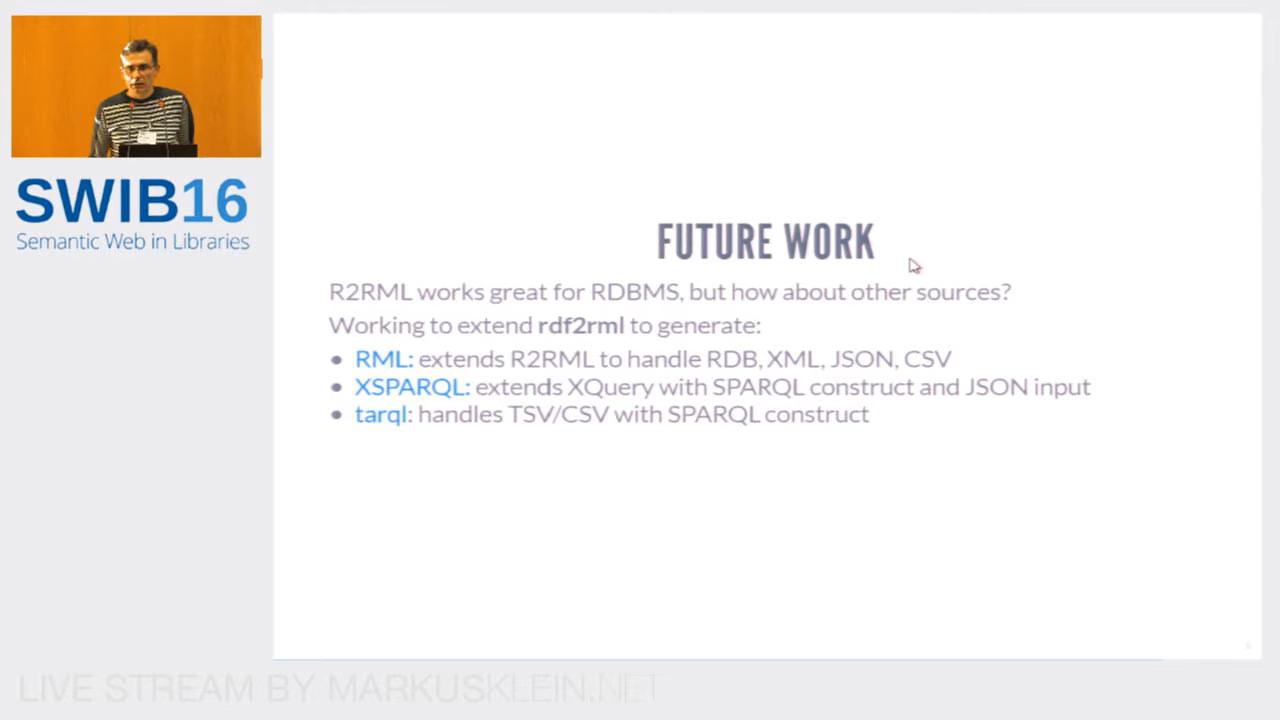 SWIB16
Semantic Web in Libraries
FUTURE WORK
R2RML works great for RDBMS, but how about other sources?
Working to extend rdf2rml to generate:
• RML: extends R2RML to handle RDB, XML, JSON, CSV
• XSPARQL: extends XQuery with SPARQL construct and JSON input
• tarql: handles TSV/CSV with SPARQL construct
LIVE STREAM BY MARKUSKLEIN.NET